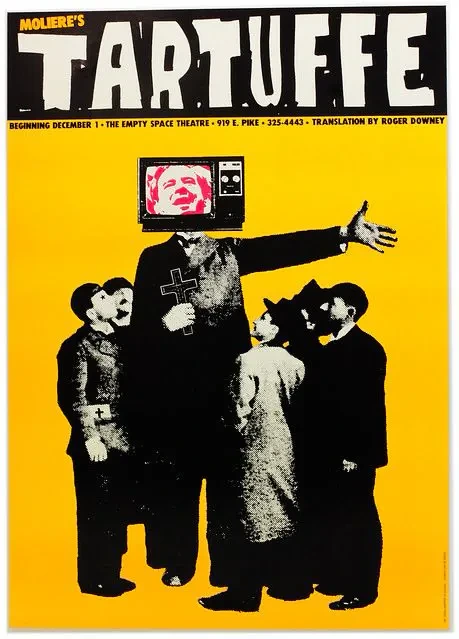 MOLIERE'S
TARTUFFE
BEGINNING DECEMBER 1 • THE EMPTY SPACE THEATRE • 919 E. PIKE • 325-4443 • TRANSLATION BY ROGER DOWNEY